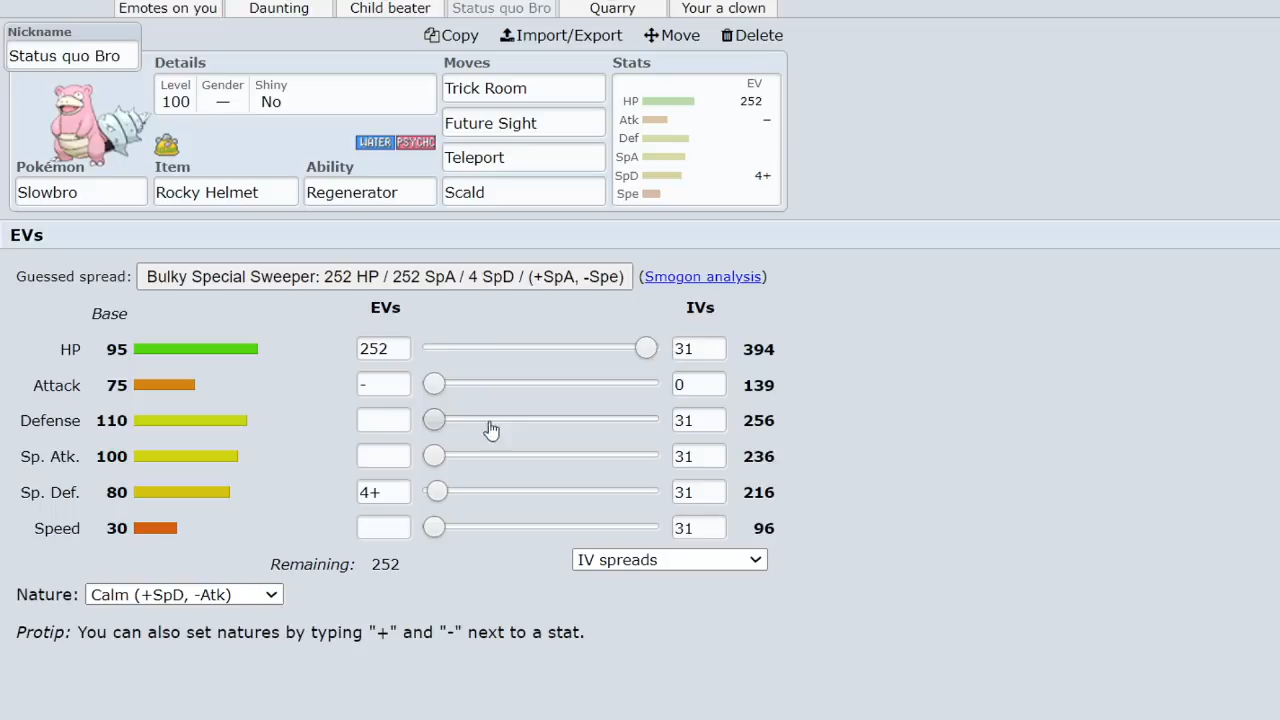 Emotes on you Daunting Child beater Status quo Bro Quarry Your a clown
Nickname
Status quo Bro
Copy Import/Export Move Delete
Details
Level Gender Shiny
100 — No
WATER PSYCHC
Pokémon Item Ability
Slowbro Rocky Helmet Regenerator
Moves
Trick Room
Future Sight
Teleport
Scald
Stats
EV
HP 252
Atk –
Def
SpA
SpD 4+
Spe
EVs
Guessed spread: Bulky Special Sweeper: 252 HP / 252 SpA / 4 SpD / (+SpA, -Spe) (Smogon analysis)
Base EVs IVs
HP 95 252 31 394
Attack 75 - 0 139
Defense 110 31 256
Sp. Atk. 100 31 236
Sp. Def. 80 4+ 31 216
Speed 30 31 96
Remaining: 252 IV spreads
Nature: Calm (+SpD, -Atk)
Protip: You can also set natures by typing "+" and "-" next to a stat.